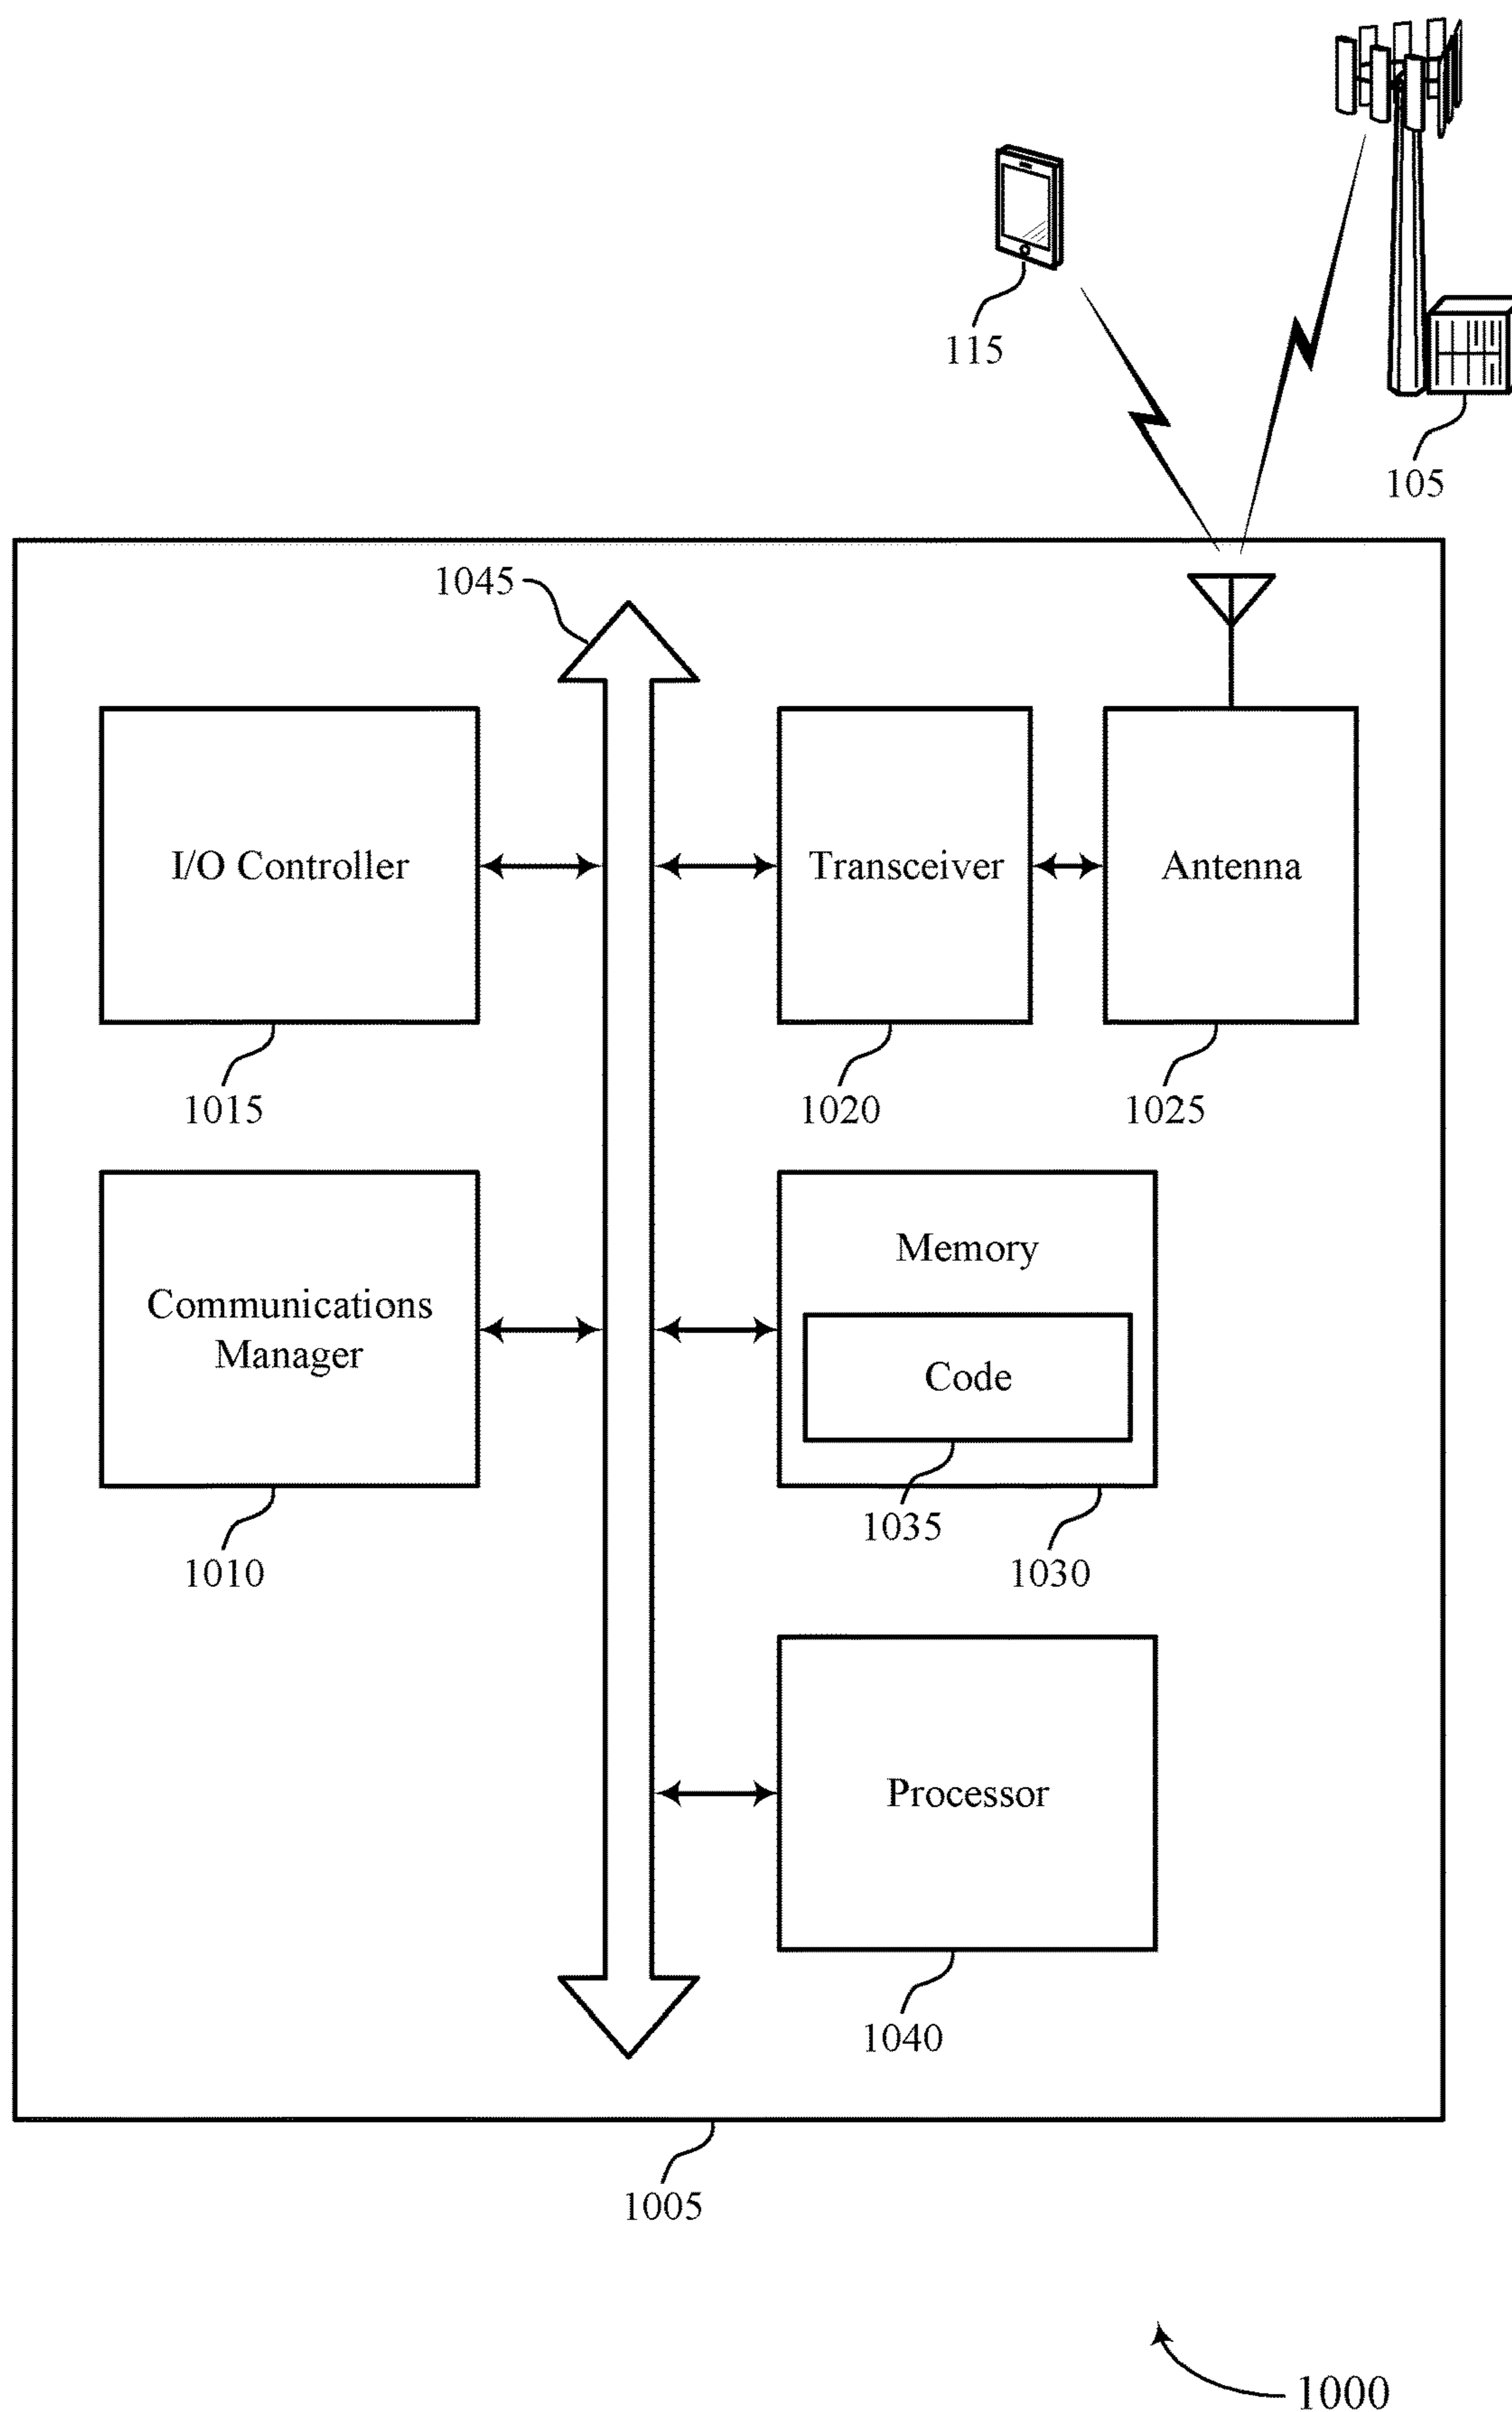 115
105
1045
I/O Controller
Transceiver
Antenna
1015
1020
1025
Communications
Manager
Memory
Code
1035
1010
1030
Processor
1040
1005
1000